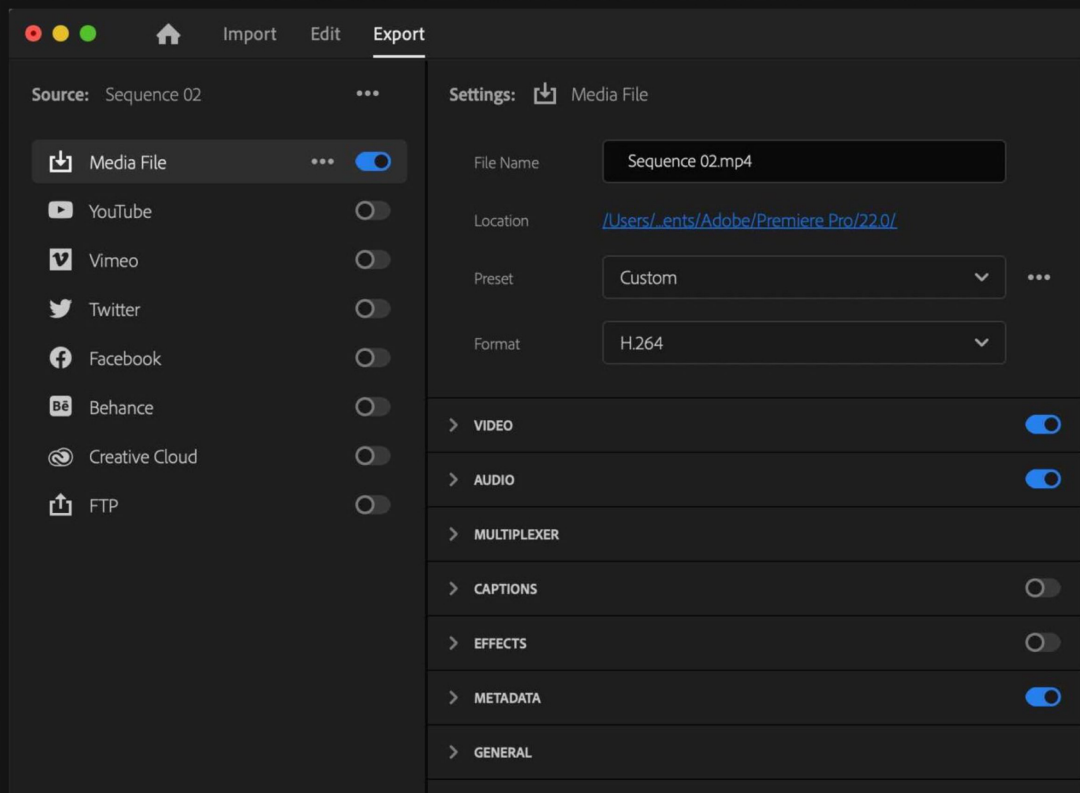 Import Edit Export
Source: Sequence 02 •••
Media File •••
YouTube
Vimeo
Twitter
Facebook
Bē Behance
Creative Cloud
FTP
Settings: Media File
File Name Sequence 02.mp4
Location /Users/...ents/Adobe/Premiere Pro/22.0/
Preset Custom •••
Format H.264
VIDEO
AUDIO
MULTIPLEXER
CAPTIONS
EFFECTS
METADATA
GENERAL